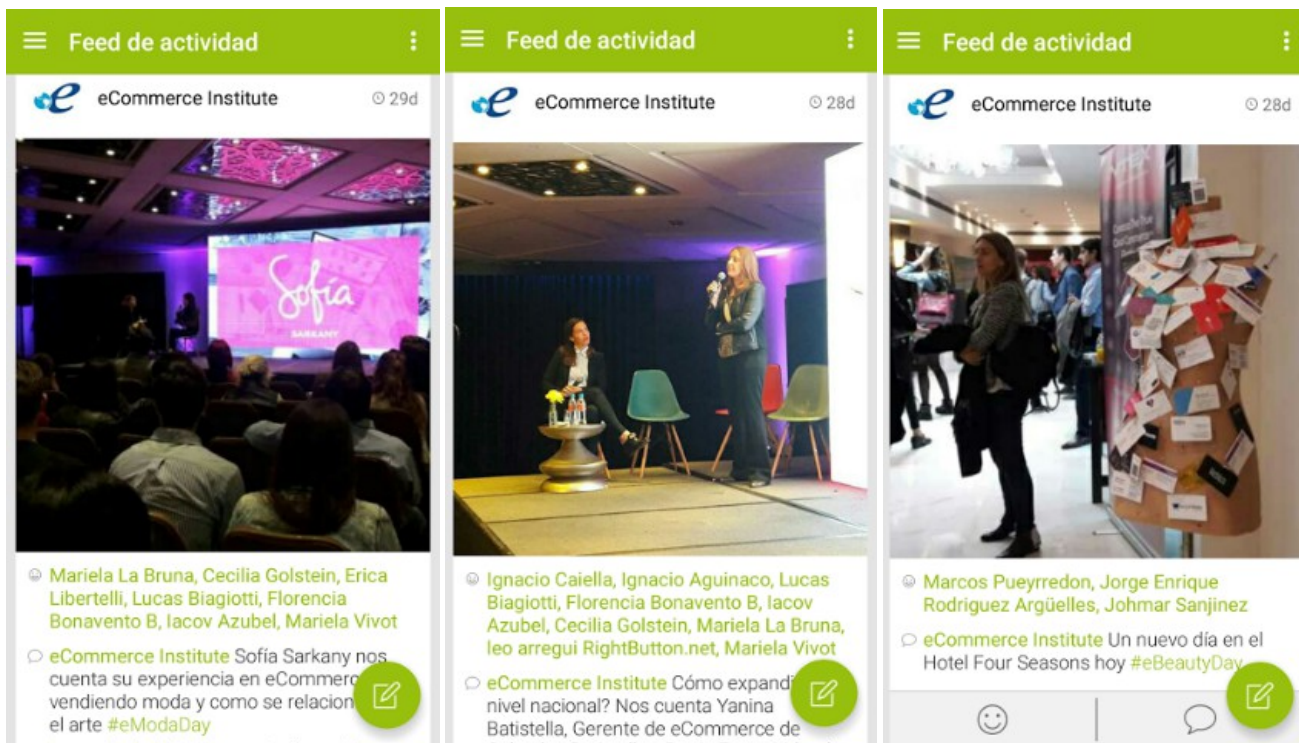 Feed de actividad
eCommerce Institute
29d
Sofía
SARKANY
Mariela La Bruna, Cecilia Golstein, Erica
Libertelli, Lucas Biagiotti, Florencia
Bonavento B, Iacov Azubel, Mariela Vivot
eCommerce Institute Sofía Sarkany nos
cuenta su experiencia en eCommerc
vendiendo moda y como se relacion
el arte #eModaDay
Feed de actividad
eCommerce Institute
28d
Ignacio Caiella, Ignacio Aguinaco, Lucas
Biagiotti, Florencia Bonavento B, Iacov
Azubel, Cecilia Golstein, Mariela La Bruna,
leo arregui RightButton.net, Mariela Vivot
eCommerce Institute Cómo expandi
nivel nacional? Nos cuenta Yanina
Batistella, Gerente de eCommerce de
Feed de actividad
eCommerce Institute
28d
Marcos Pueyrredon, Jorge Enrique
Rodriguez Argüelles, Johmar Sanjinez
eCommerce Institute Un nuevo día en el
Hotel Four Seasons hoy #eBeautyDay